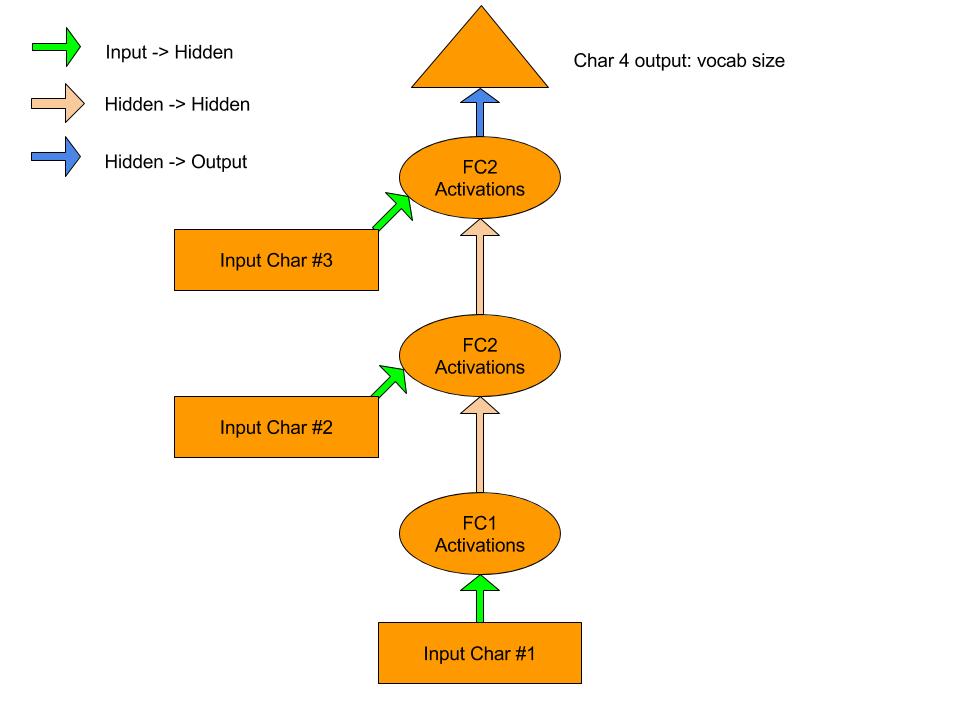 Input -> Hidden
Hidden -> Hidden
Hidden -> Output
Char 4 output: vocab size
FC2
Activations
Input Char #3
FC2
Activations
Input Char #2
FC1
Activations
Input Char #1